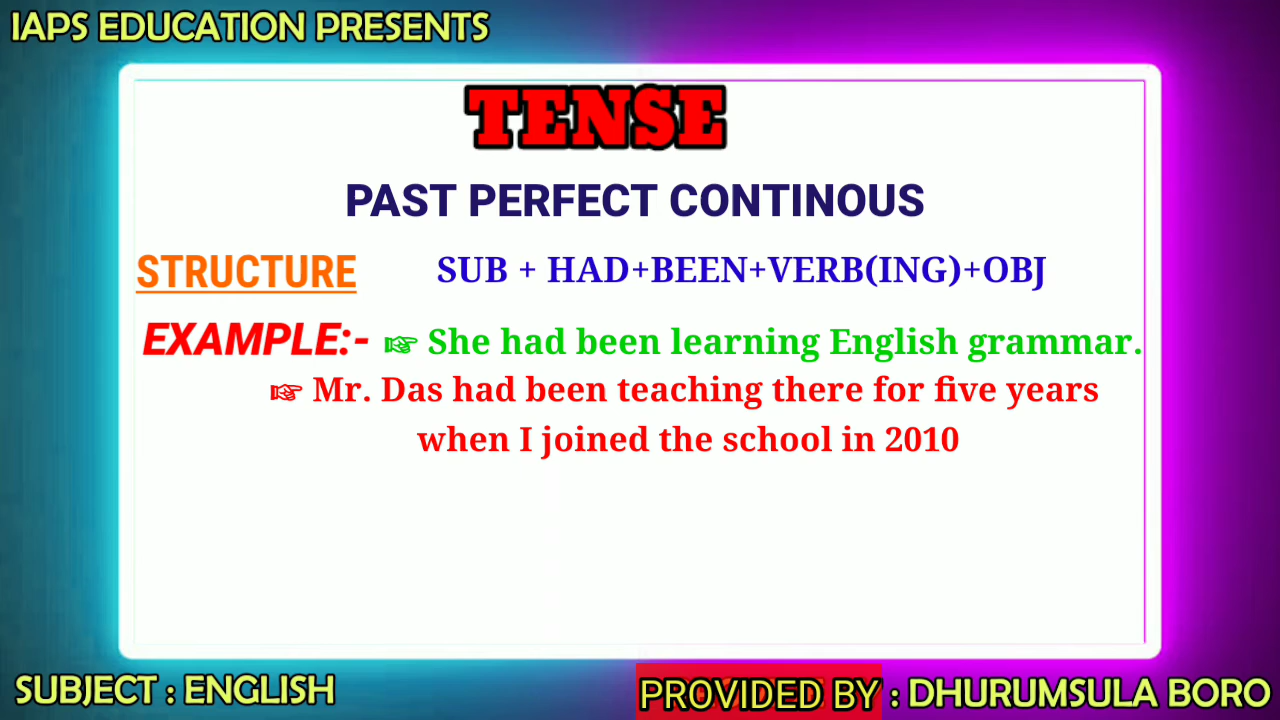 IAPS EDUCATION PRESENTS
TENSE
PAST PERFECT CONTINOUS
STRUCTURE SUB + HAD+BEEN+VERB(ING)+OBJ
EXAMPLE:- ☞ She had been learning English grammar.
☞ Mr. Das had been teaching there for five years
when I joined the school in 2010
SUBJECT : ENGLISH PROVIDED BY : DHURUMSULA BORO